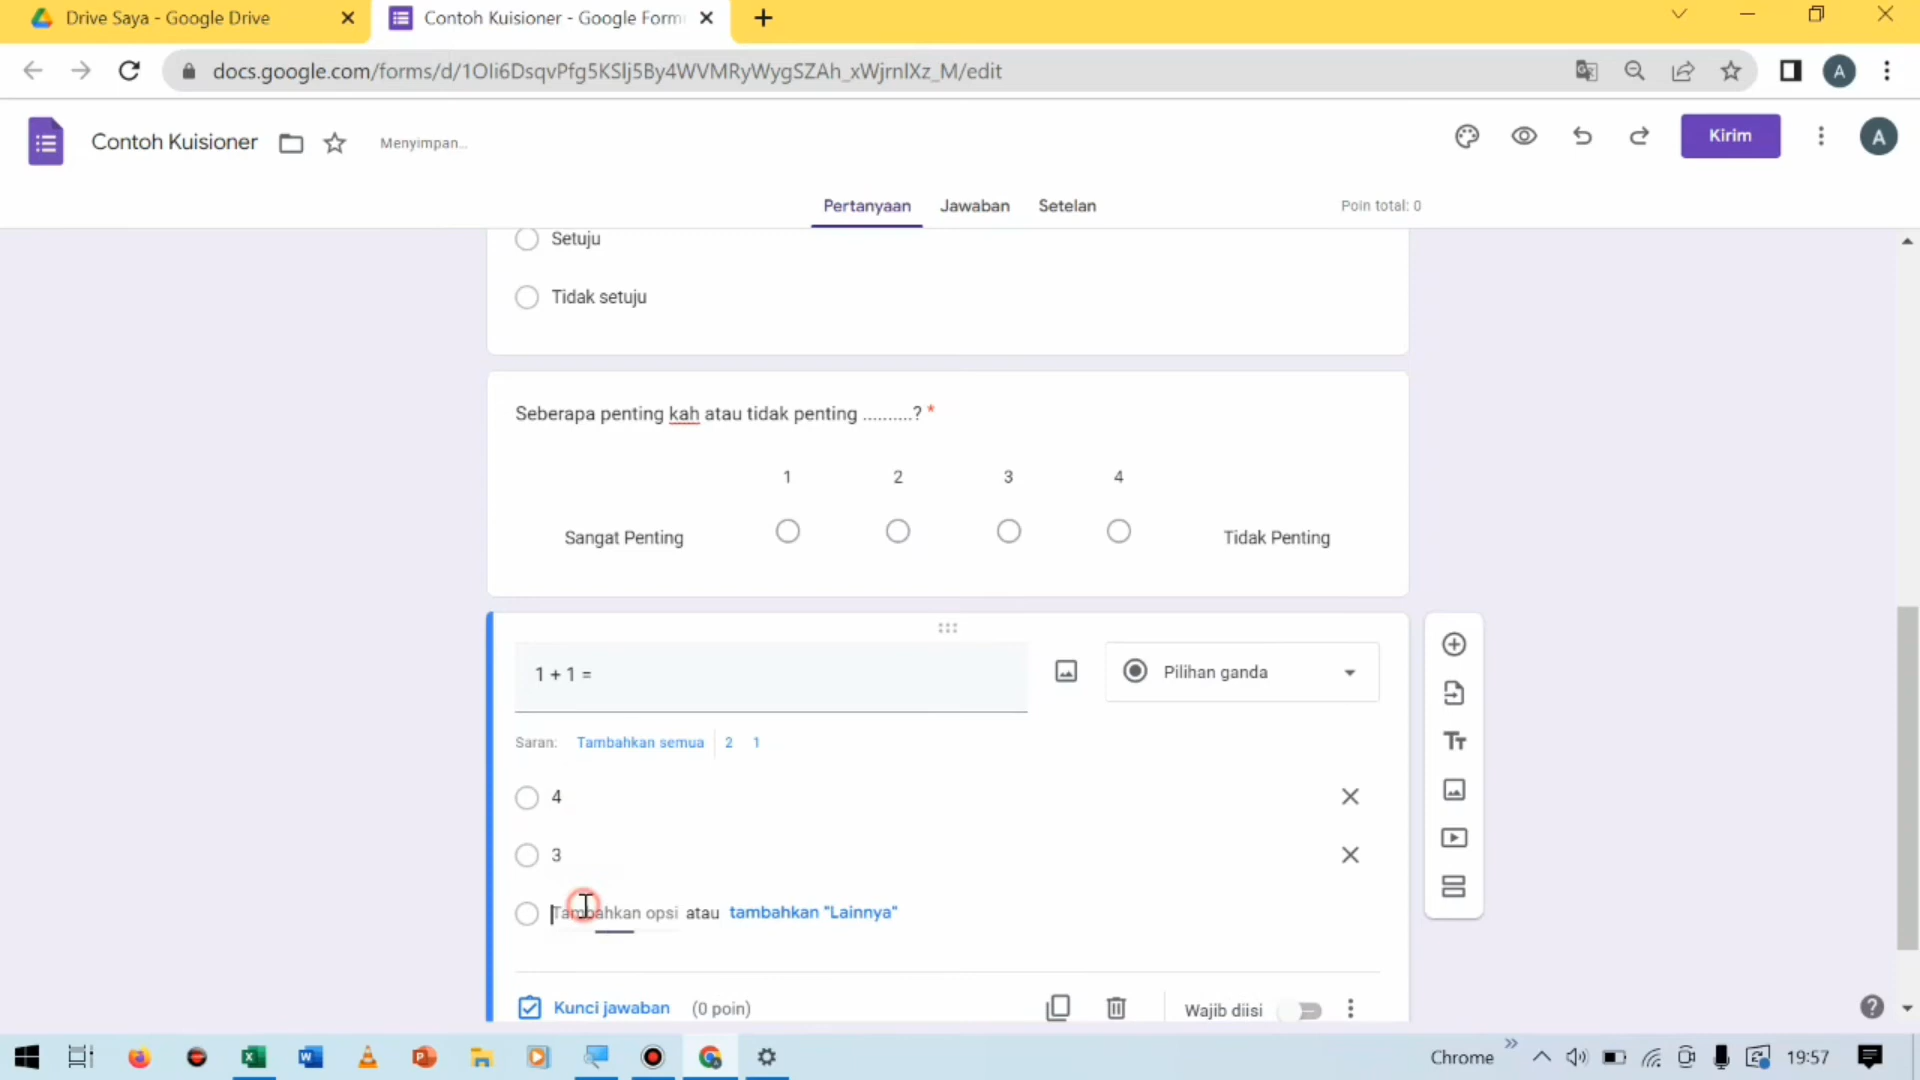 Drive Saya - Google Drive
Contoh Kuisioner - Google Form
docs.google.com/forms/d/1Oli6DsqvPfg5KSlj5By4WVMRyWygSZAh_xWjrnlXz_M/edit
A
Contoh Kuisioner
Menyimpan...
Kirim
A
Pertanyaan
Jawaban
Setelan
Poin total: 0
Setuju
Tidak setuju
Seberapa penting kah atau tidak penting ..........? *
1 2 3 4
Sangat Penting
Tidak Penting
1 + 1 =
Pilihan ganda
Saran: Tambahkan semua 2 1
4
3
Tambahkan opsi atau tambahkan "Lainnya"
Kunci jawaban (0 poin)
Wajib diisi
Chrome
19:57